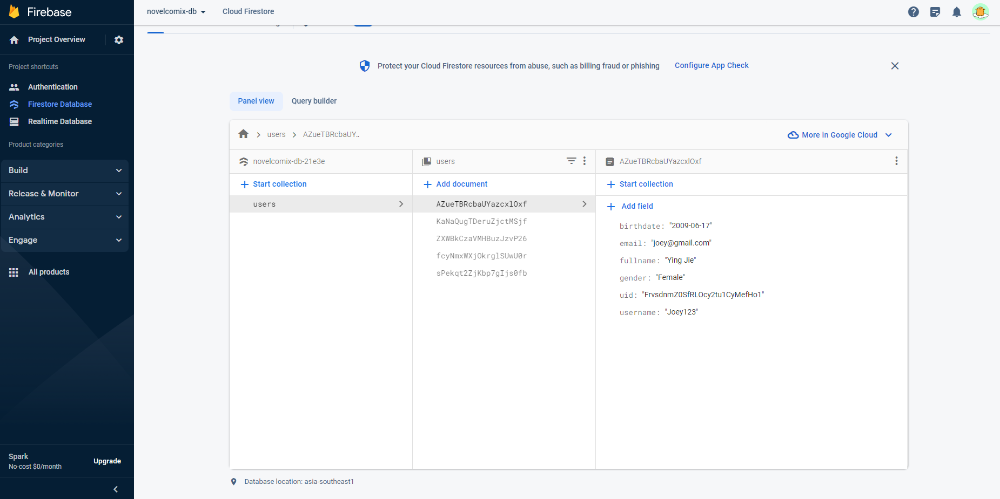 Firebase
novelcomix-db
Cloud Firestore
Project Overview
Project shortcuts
Authentication
Firestore Database
Realtime Database
Product categories
Build
Release & Monitor
Analytics
Engage
All products
Spark
No-cost $0/month
Upgrade
Protect your Cloud Firestore resources from abuse, such as billing fraud or phishing
Configure App Check
Panel view
Query builder
users
AZueTBRcbaUY..
More in Google Cloud
novelcomix-db-21e3e
Start collection
users
users
Add document
AZueTBRcbaUYazcxlOxf
KaNaQugTDeruZjctMSjf
ZXWBkCzaVMHBuzJzvP26
fcyNmxWXjOkrglSUwU0r
sPekqt2ZjKbp7gIjs0fb
AZueTBRcbaUYazcxlOxf
Start collection
Add field
birthdate: "2009-06-17"
email: "joey@gmail.com"
fullname: "Ying Jie"
gender: "Female"
uid: "FrvsdnmZ0SfRLOcy2tu1CyMefHo1"
username: "Joey123"
Database location: asia-southeast1